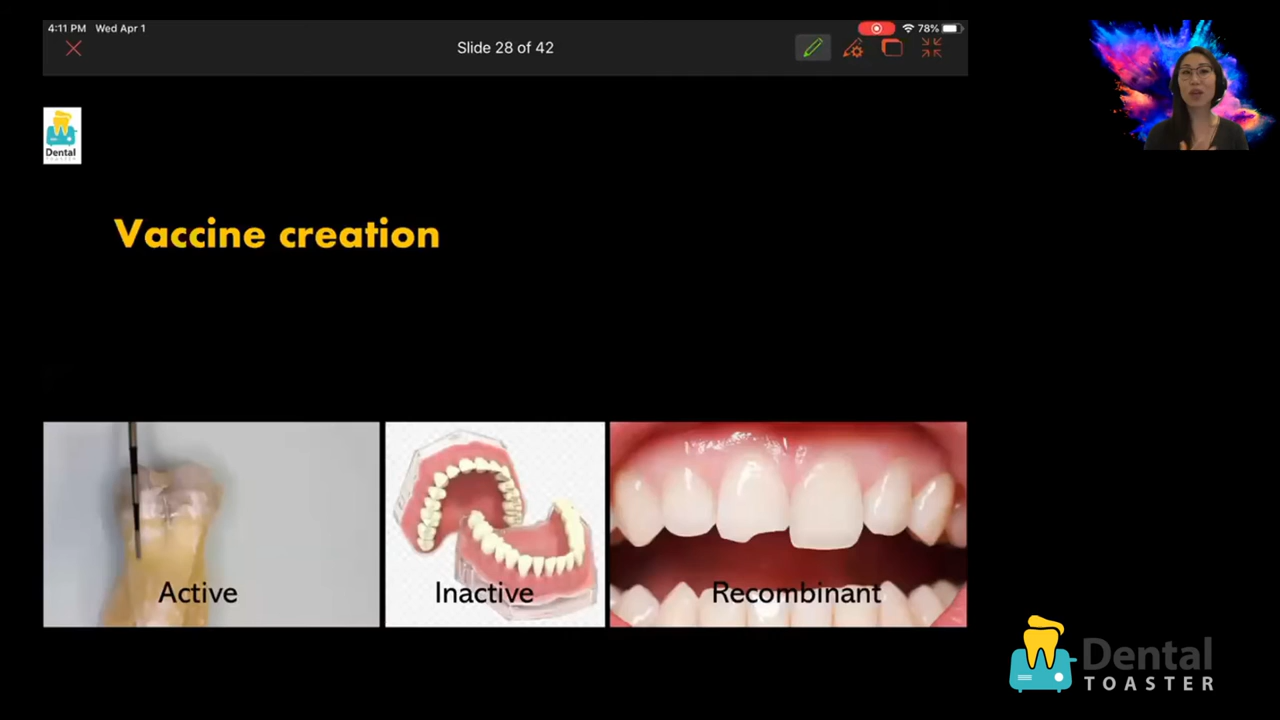 4:11 PM Wed Apr 1
Slide 28 of 42
78%
Dental
TOASTER
Vaccine creation
Active
Inactive
Recombinant
Dental
TOASTER